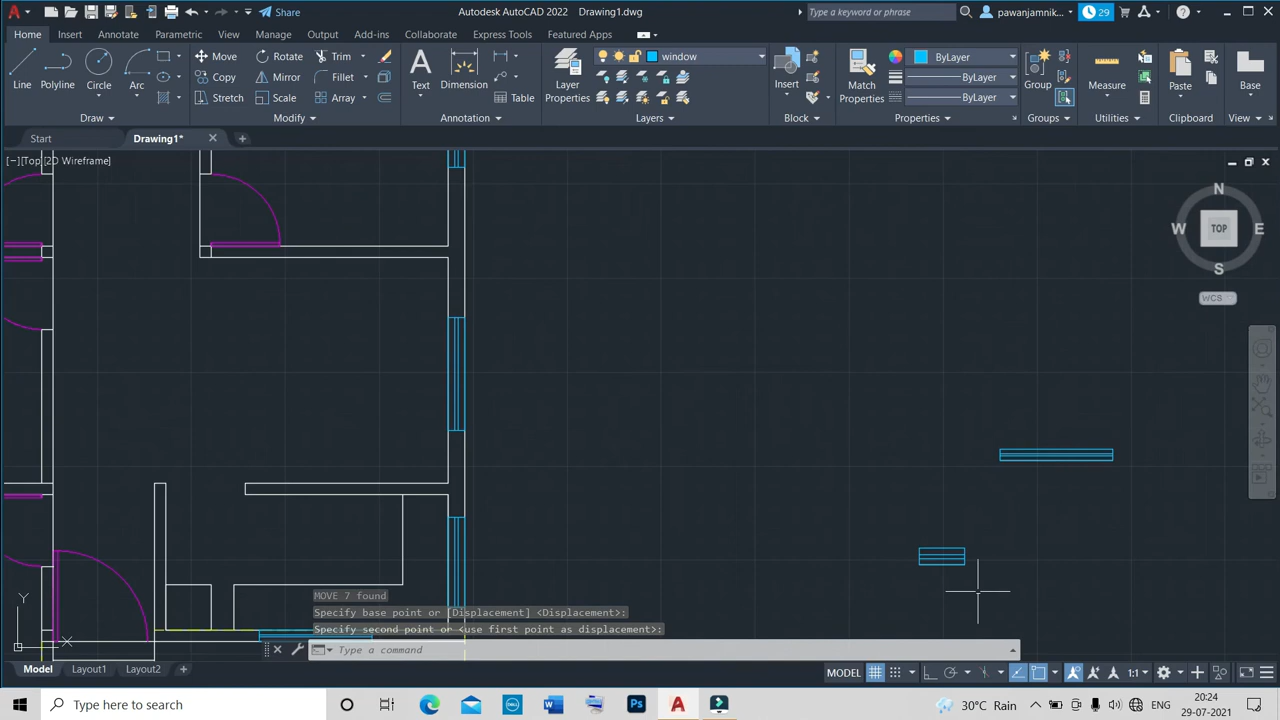 Share
Autodesk AutoCAD 2022 Drawing1.dwg
Type a keyword or phrase
pawanjamnik...
29
Home Insert Annotate Parametric View Manage Output Add-ins Collaborate Express Tools Featured Apps
Line Polyline Circle Arc
Move Rotate Trim
Copy Mirror Fillet
Stretch Scale Array
Text Dimension
Table
Layer Properties
window
Insert
Match Properties
ByLayer
ByLayer
ByLayer
Group
Measure
Paste
Base
Draw Modify Annotation Layers Block Properties Groups Utilities Clipboard View
Start Drawing1*
[−][Top][2D Wireframe]
N
W TOP E
S
WCS
Y
X
MOVE 7 found
Specify base point or [Displacement] <Displacement>:
Specify second point or <use first point as displacement>:
Type a command
Model Layout1 Layout2
MODEL 1:1
Type here to search
30°C Rain
ENG
20:24
29-07-2021